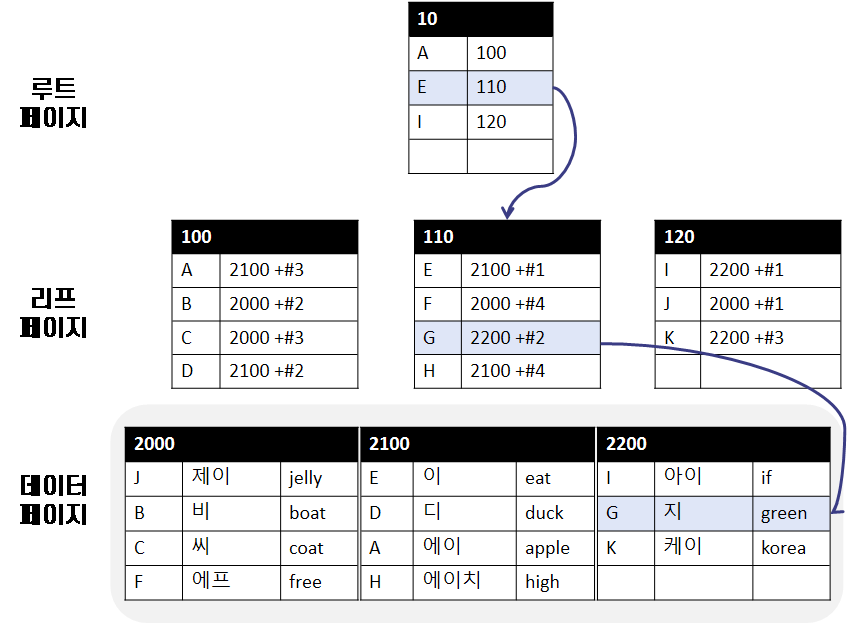 10
A 100
E 110
I 120
루트
페이지
100
A 2100 +#3
B 2000 +#2
C 2000 +#3
D 2100 +#2
110
E 2100 +#1
F 2000 +#4
G 2200 +#2
H 2100 +#4
120
I 2200 +#1
J 2000 +#1
K 2200 +#3
리프
페이지
데이터
페이지
2000
J 제이 jelly
B 비 boat
C 씨 coat
F 에프 free
2100
E 이 eat
D 디 duck
A 에이 apple
H 에이치 high
2200
I 아이 if
G 지 green
K 케이 korea